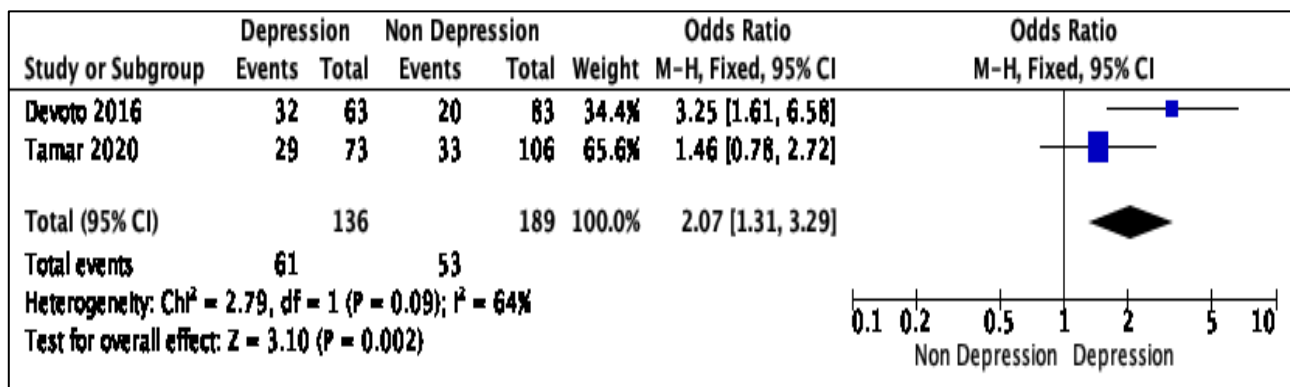 Depression Non Depression Odds Ratio Odds Ratio
Study or Subgroup Events Total Events Total Weight M-H, Fixed, 95% CI M-H, Fixed, 95% CI
Devoto 2016 32 63 20 83 34.4% 3.25 [1.61, 6.58]
Tamar 2020 29 73 33 106 65.6% 1.46 [0.78, 2.72]
Total (95% CI) 136 189 100.0% 2.07 [1.31, 3.29]
Total events 61 53
Heterogeneity: Chi² = 2.79, df = 1 (P = 0.09); I² = 64%
Test for overall effect: Z = 3.10 (P = 0.002)
0.1 0.2 0.5 1 2 5 10
Non Depression Depression